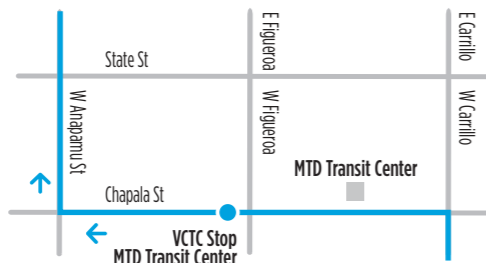 State St
E Figueroa
E Carrillo
W Anapamu St
W Figueroa
W Carrillo
MTD Transit Center
Chapala St
VCTC Stop
MTD Transit Center